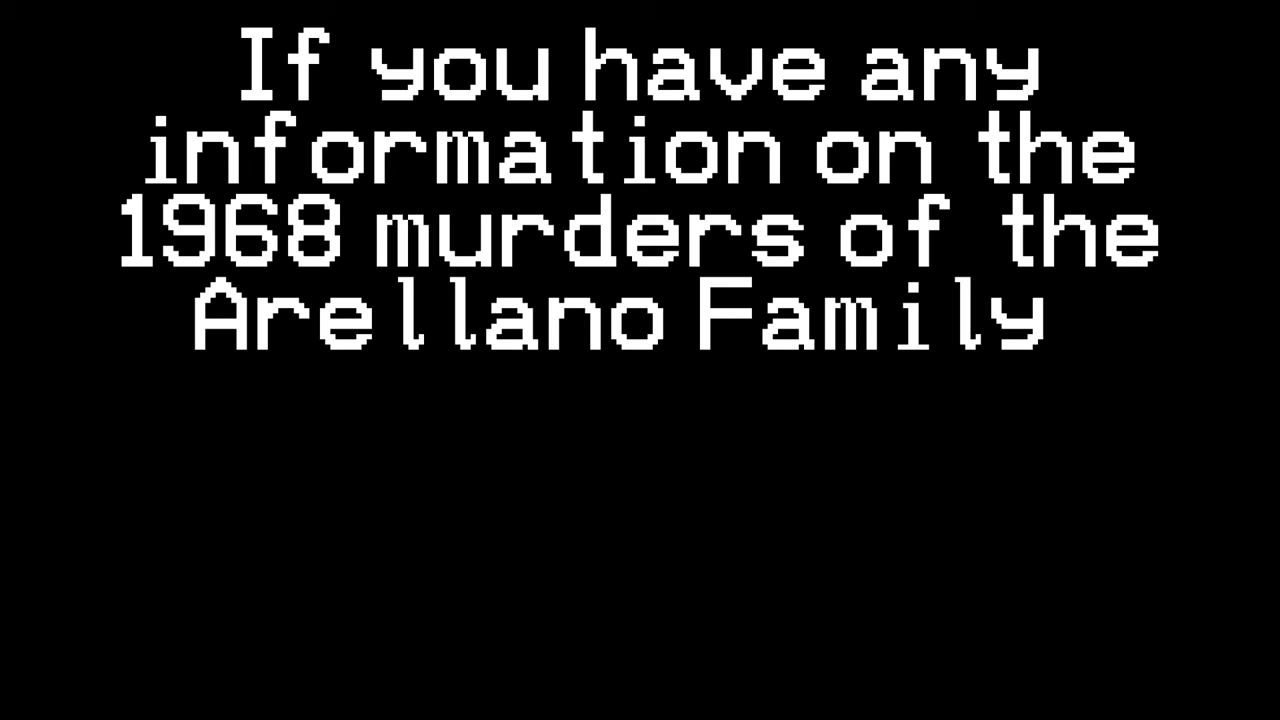 If you have any
information on the
1968 murders of the
Arellano Family